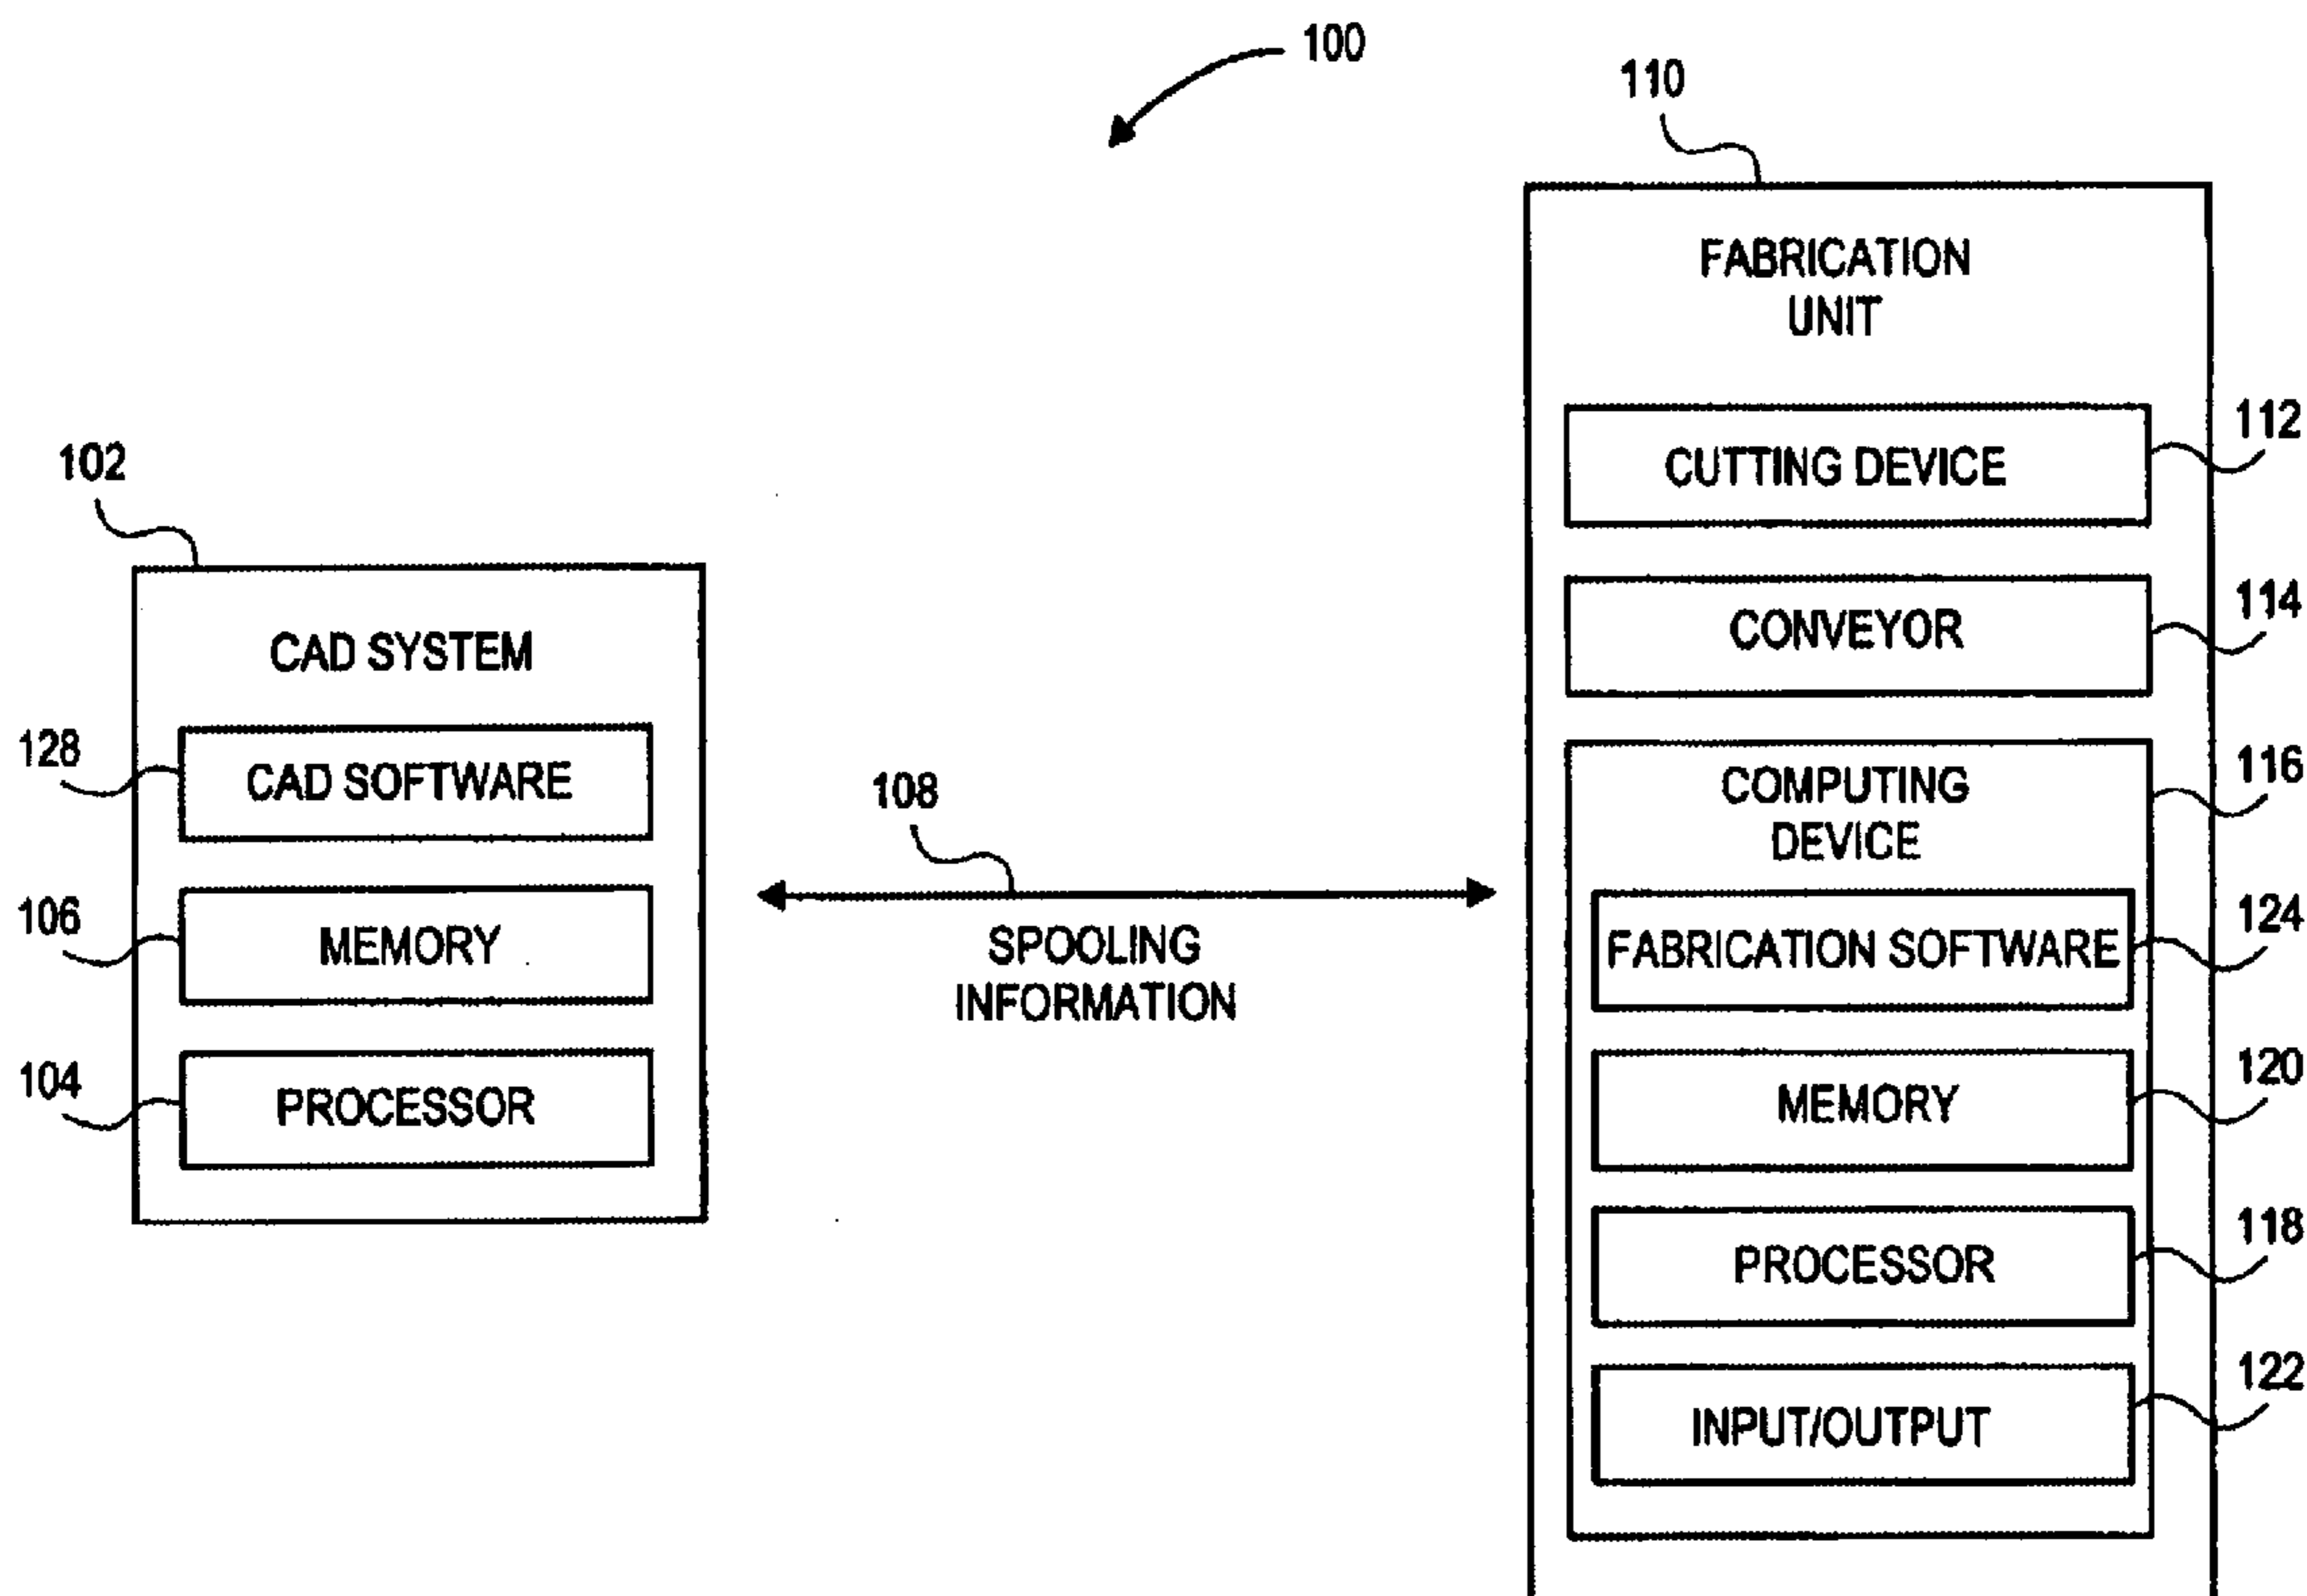 100
110
FABRICATION
UNIT
112
CUTTING DEVICE
102
114
CONVEYOR
CAD SYSTEM
128
CAD SOFTWARE
108
116
COMPUTING
DEVICE
106
MEMORY
SPOOLING
INFORMATION
124
FABRICATION SOFTWARE
104
PROCESSOR
120
MEMORY
118
PROCESSOR
122
INPUT/OUTPUT